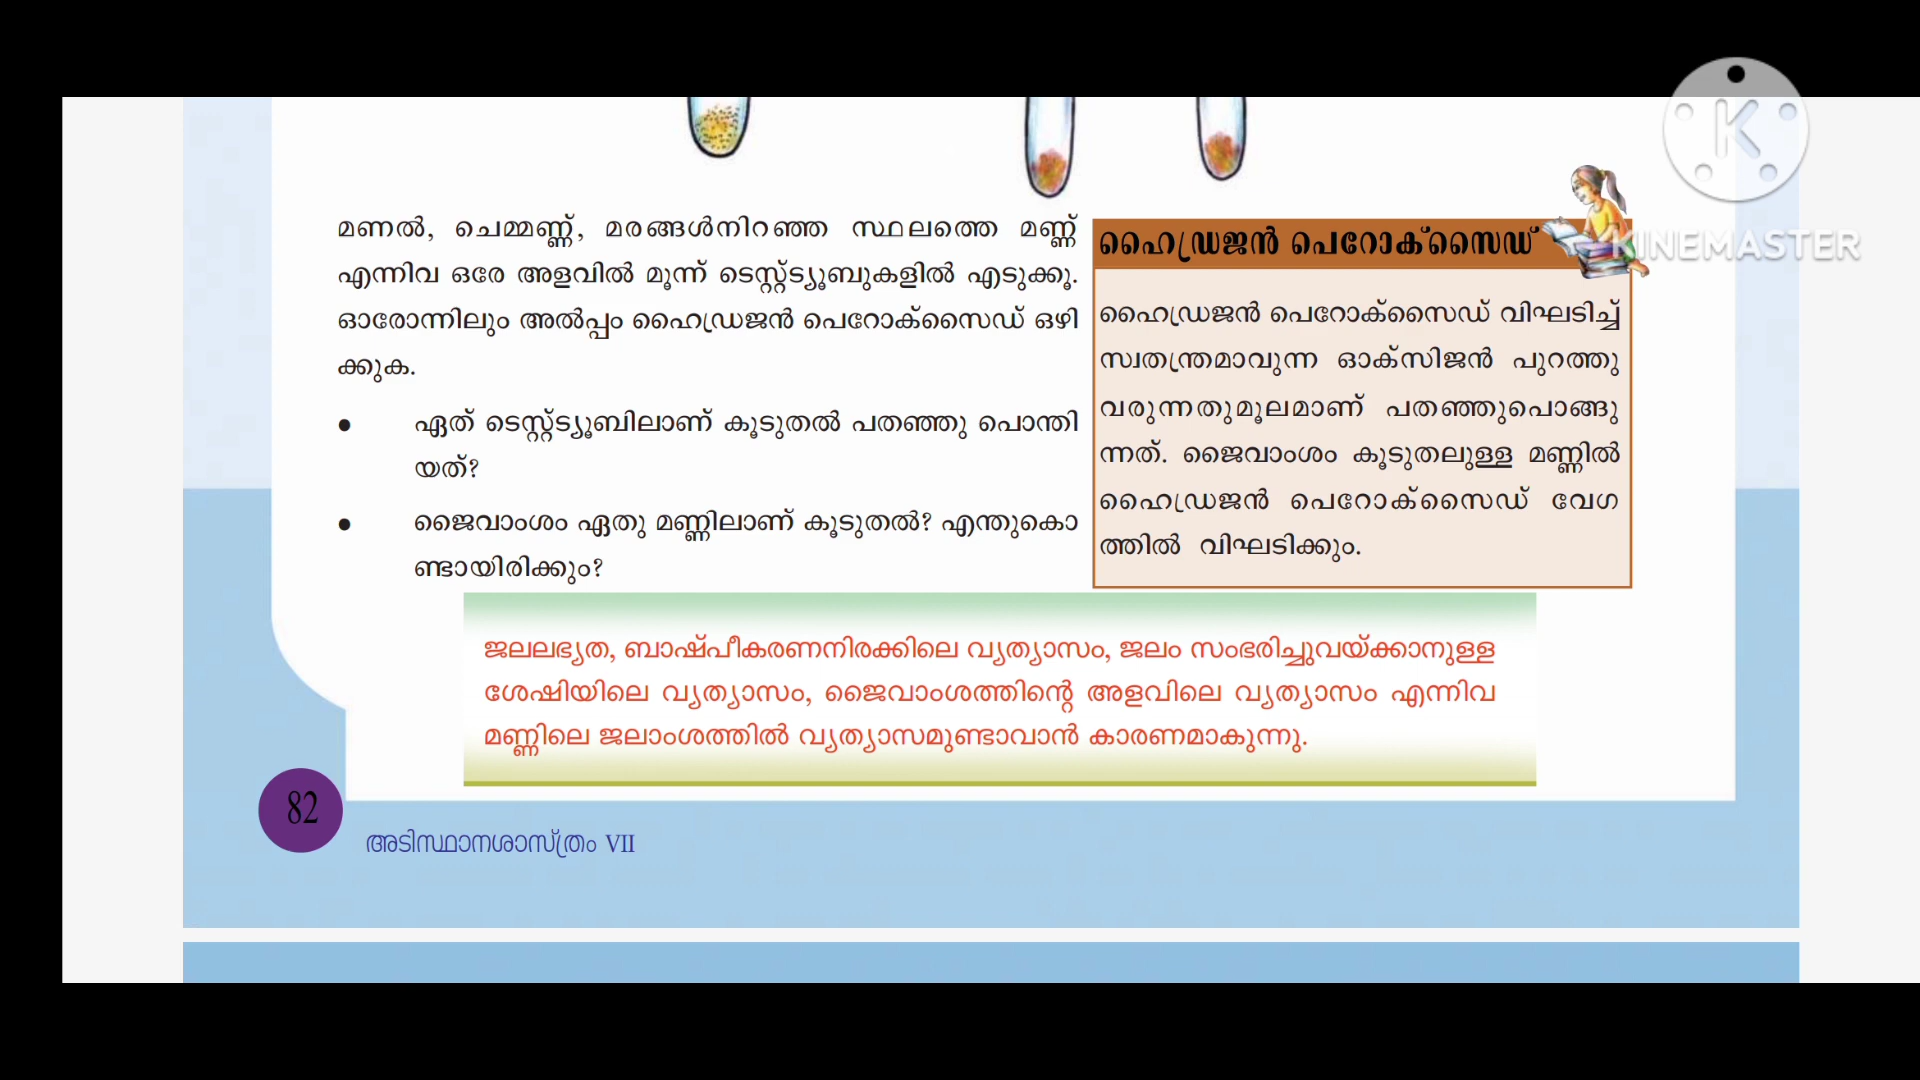 മണൽ, ചെമ്മണ്ണ്, മരങ്ങൾനിറഞ്ഞ സ്ഥലത്തെ മണ്ണ്
എന്നിവ ഒരേ അളവിൽ മൂന്ന് ടെസ്റ്റ്ട്യൂബുകളിൽ എടുക്കൂ.
ഓരോന്നിലും അൽപ്പം ഹൈഡ്രജൻ പെറോക്സൈഡ് ഒഴി
ക്കുക.
● ഏത് ടെസ്റ്റ്ട്യൂബിലാണ് കൂടുതൽ പതഞ്ഞു പൊന്തി
യത്?
● ജൈവാംശം ഏതു മണ്ണിലാണ് കൂടുതൽ? എന്തുകൊ
ണ്ടായിരിക്കും?
ഹൈഡ്രജൻ പെറോക്സൈഡ്
ഹൈഡ്രജൻ പെറോക്സൈഡ് വിഘടിച്ച്
സ്വതന്ത്രമാവുന്ന ഓക്സിജൻ പുറത്തു
വരുന്നതുമൂലമാണ് പതഞ്ഞുപൊങ്ങു
ന്നത്. ജൈവാംശം കൂടുതലുള്ള മണ്ണിൽ
ഹൈഡ്രജൻ പെറോക്സൈഡ് വേഗ
ത്തിൽ വിഘടിക്കും.
K
KINEMASTER
ജലലഭ്യത, ബാഷ്പീകരണനിരക്കിലെ വ്യത്യാസം, ജലം സംഭരിച്ചുവയ്ക്കാനുള്ള
ശേഷിയിലെ വ്യത്യാസം, ജൈവാംശത്തിന്റെ അളവിലെ വ്യത്യാസം എന്നിവ
മണ്ണിലെ ജലാംശത്തിൽ വ്യത്യാസമുണ്ടാവാൻ കാരണമാകുന്നു.
82
അടിസ്ഥാനശാസ്ത്രം VII